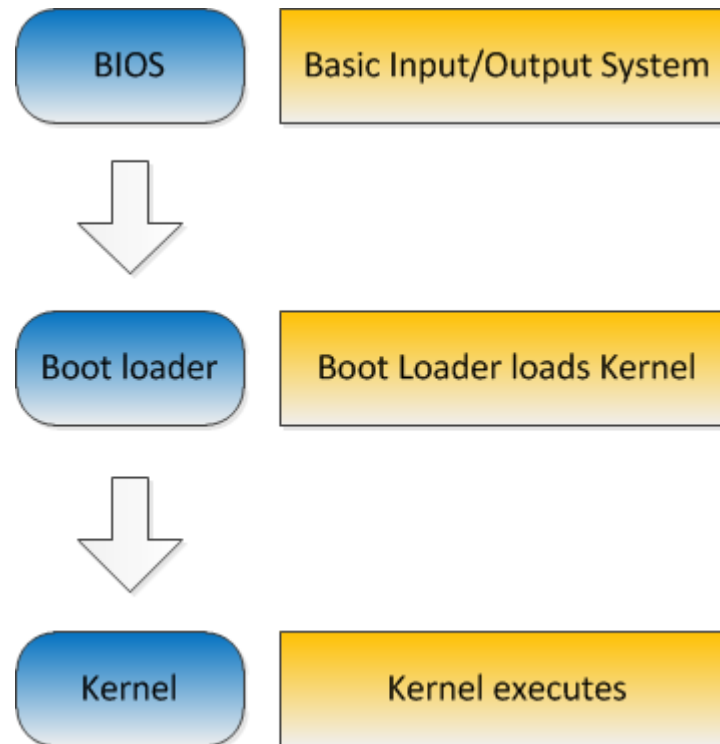 BIOS
Basic Input/Output System
Boot loader
Boot Loader loads Kernel
Kernel
Kernel executes